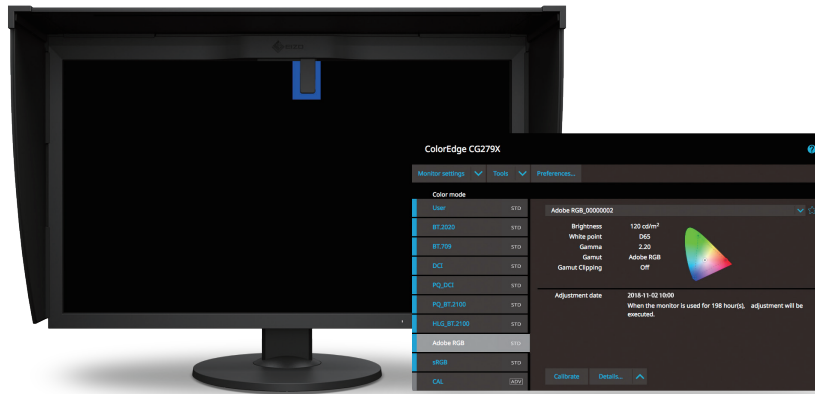 EIZO
ColorEdge CG279X
?
Monitor settings Tools Preferences...
Color mode
User STD
BT.2020 STD
BT.709 STD
DCI STD
PQ_DCI STD
PQ_BT.2100 STD
HLG_BT.2100 STD
Adobe RGB STD
sRGB STD
CAL ADV
Adobe RGB_00000002
Brightness 120 cd/m²
White point D65
Gamma 2.20
Gamut Adobe RGB
Gamut Clipping Off
Adjustment date 2018-11-02 10:00
When the monitor is used for 198 hour(s), adjustment will be
executed.
Calibrate Details...